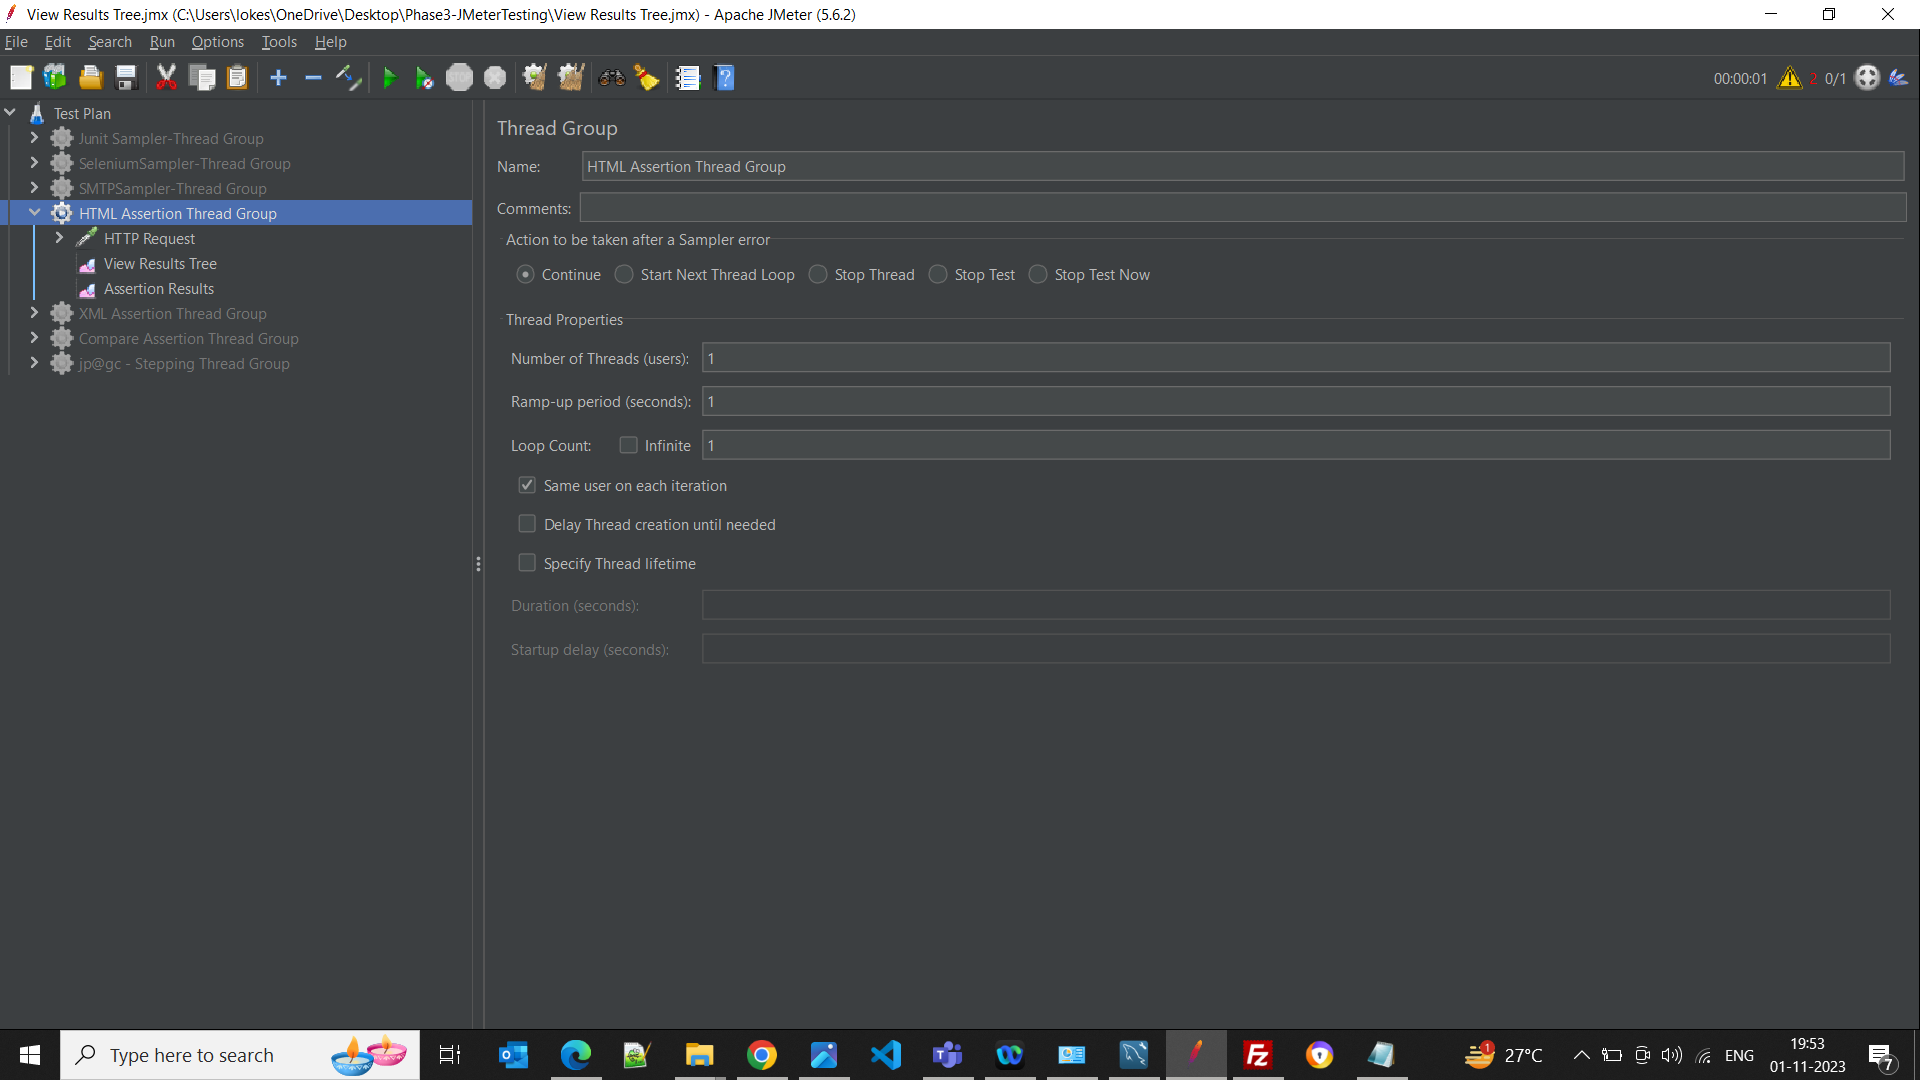 View Results Tree.jmx (C:\Users\lokes\OneDrive\Desktop\Phase3-JMeterTesting\View Results Tree.jmx) - Apache JMeter (5.6.2)
File Edit Search Run Options Tools Help
STOP
00:00:01 2 0/1
Test Plan
Junit Sampler-Thread Group
SeleniumSampler-Thread Group
SMTPSampler-Thread Group
HTML Assertion Thread Group
HTTP Request
View Results Tree
Assertion Results
XML Assertion Thread Group
Compare Assertion Thread Group
jp@gc - Stepping Thread Group
Thread Group
Name: HTML Assertion Thread Group
Comments:
Action to be taken after a Sampler error
Continue Start Next Thread Loop Stop Thread Stop Test Stop Test Now
Thread Properties
Number of Threads (users): 1
Ramp-up period (seconds): 1
Loop Count: Infinite 1
Same user on each iteration
Delay Thread creation until needed
Specify Thread lifetime
Duration (seconds):
Startup delay (seconds):
Type here to search
1 27°C ENG 19:53
01-11-2023
7